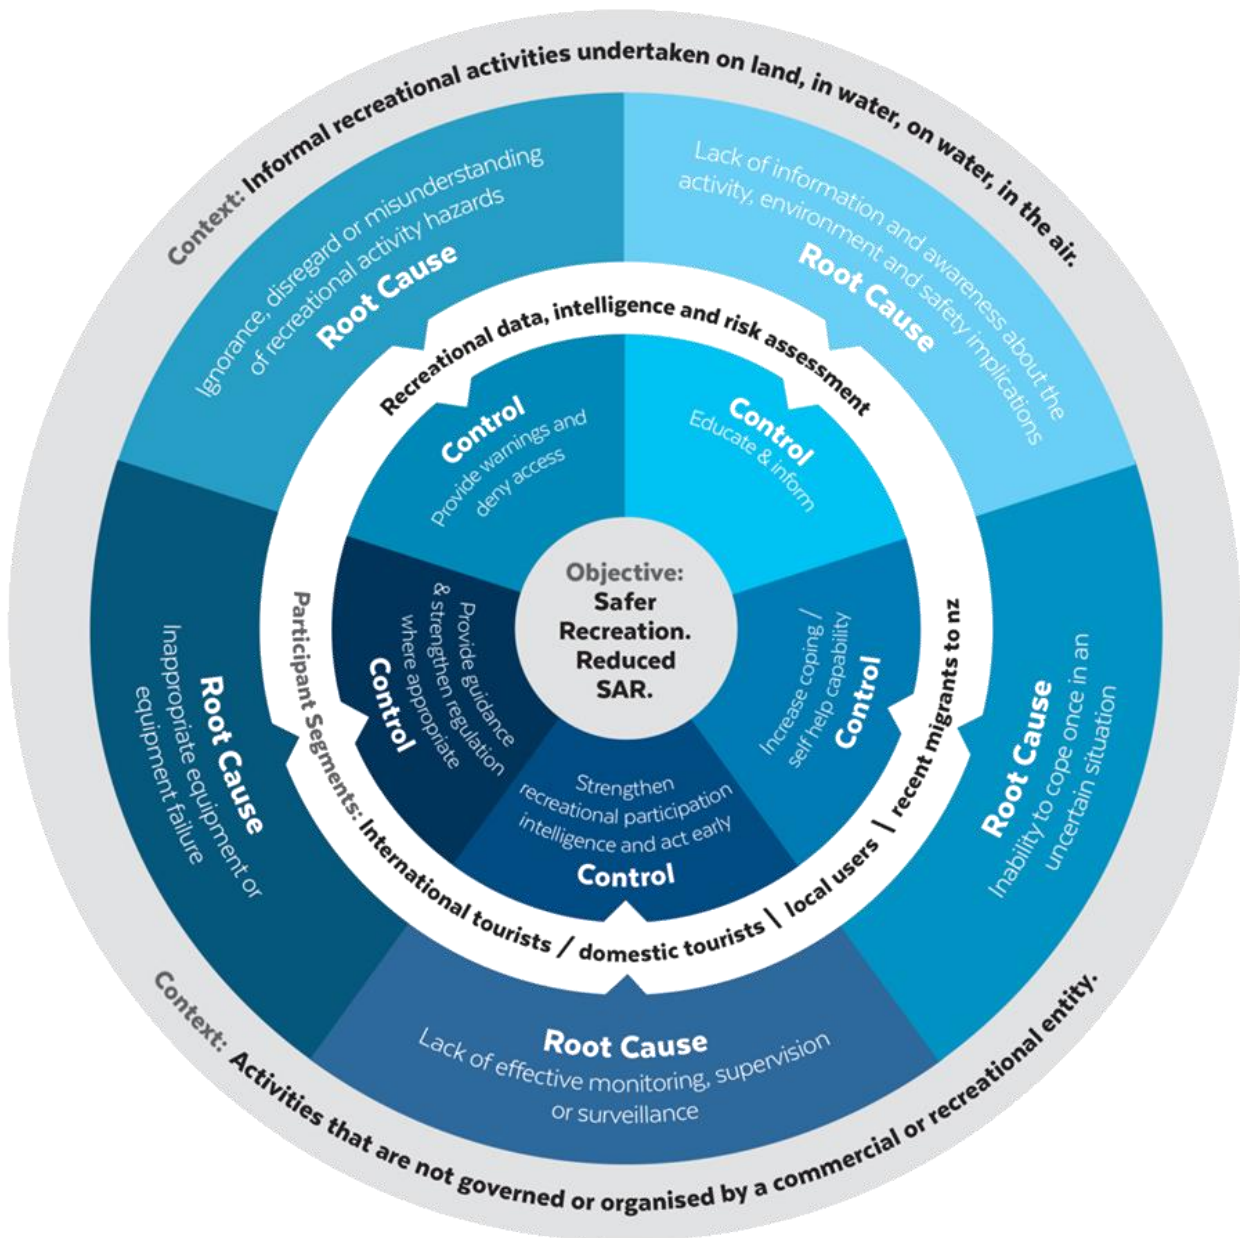 Context: Informal recreational activities undertaken on land, in water, on water, in the air.
Ignorance, disregard or misunderstanding
of recreational activity hazards
Root Cause
Lack of information and awareness about the
activity, environment and safety implications
Root Cause
Recreational data, intelligence and risk assessment
Control
Provide warnings and
deny access
Control
Educate & inform
Objective:
Safer
Recreation.
Reduced
SAR.
Provide guidance
& strengthen regulation
where appropriate
Control
Increase coping /
self help capability
Control
Strengthen
recreational participation
intelligence and act early
Control
Participant Segments: International tourists / domestic tourists | local users | recent migrants to nz
Root Cause
Inappropriate equipment or
equipment failure
Root Cause
Inability to cope once in an
uncertain situation
Root Cause
Lack of effective monitoring, supervision
or surveillance
Context: Activities that are not governed or organised by a commercial or recreational entity.